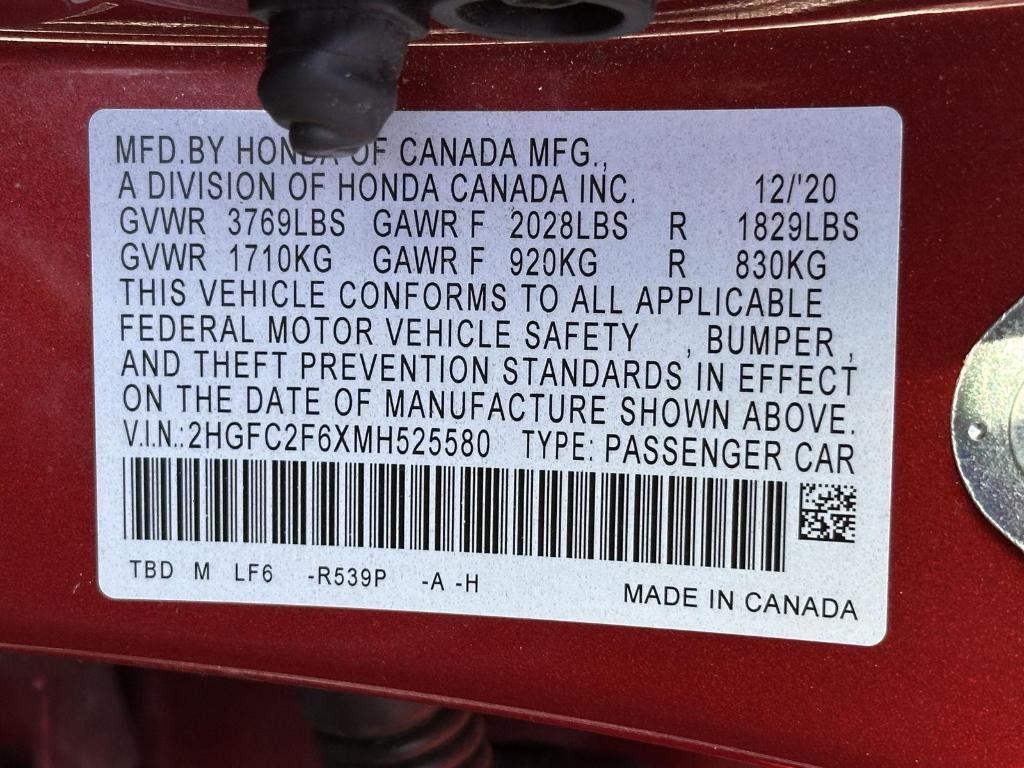 MFD.BY HONDA OF CANADA MFG.,
A DIVISION OF HONDA CANADA INC. 12/'20
GVWR 3769LBS GAWR F 2028LBS R 1829LBS
GVWR 1710KG GAWR F 920KG R 830KG
THIS VEHICLE CONFORMS TO ALL APPLICABLE
FEDERAL MOTOR VEHICLE SAFETY , BUMPER ,
AND THEFT PREVENTION STANDARDS IN EFFECT
ON THE DATE OF MANUFACTURE SHOWN ABOVE.
V.I.N.:2HGFC2F6XMH525580 TYPE: PASSENGER CAR
TBD M LF6 -R539P -A -H
MADE IN CANADA